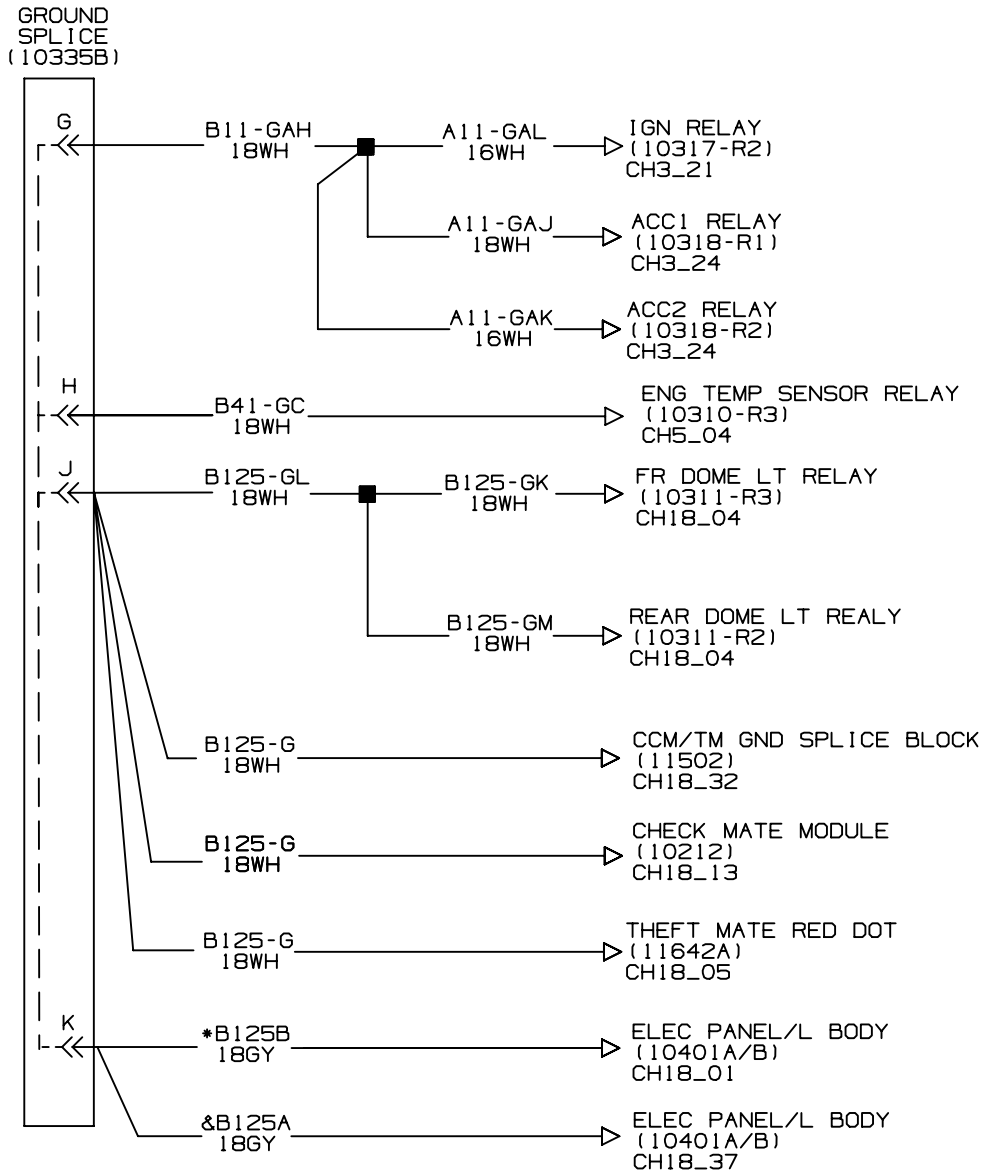 GROUND
SPLICE
(10335B)
G
B11-GAH
18WH
A11-GAL
16WH
IGN RELAY
(10317-R2)
CH3_21
A11-GAJ
18WH
ACC1 RELAY
(10318-R1)
CH3_24
A11-GAK
16WH
ACC2 RELAY
(10318-R2)
CH3_24
H
B41-GC
18WH
ENG TEMP SENSOR RELAY
(10310-R3)
CH5_04
J
B125-GL
18WH
B125-GK
18WH
FR DOME LT RELAY
(10311-R3)
CH18_04
B125-GM
18WH
REAR DOME LT REALY
(10311-R2)
CH18_04
B125-G
18WH
CCM/TM GND SPLICE BLOCK
(11502)
CH18_32
B125-G
18WH
CHECK MATE MODULE
(10212)
CH18_13
B125-G
18WH
THEFT MATE RED DOT
(11642A)
CH18_05
K
*B125B
18GY
ELEC PANEL/L BODY
(10401A/B)
CH18_01
&B125A
18GY
ELEC PANEL/L BODY
(10401A/B)
CH18_37